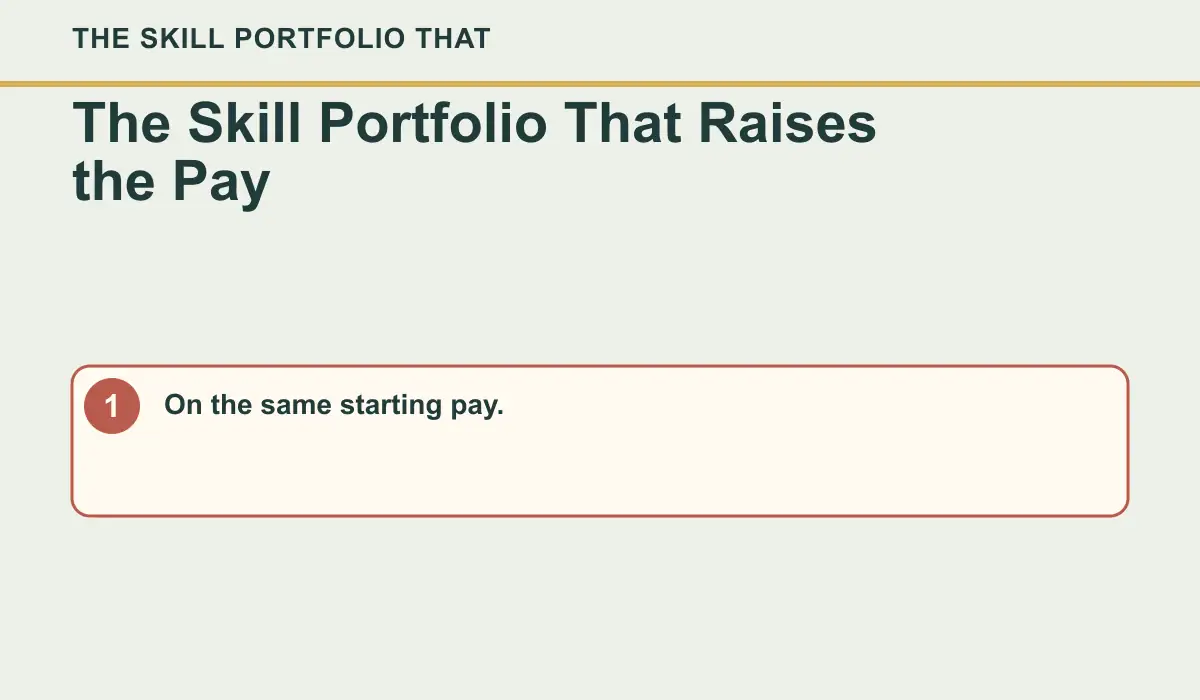 THE SKILL PORTFOLIO THAT
The Skill Portfolio That Raises
the Pay
1
On the same starting pay.